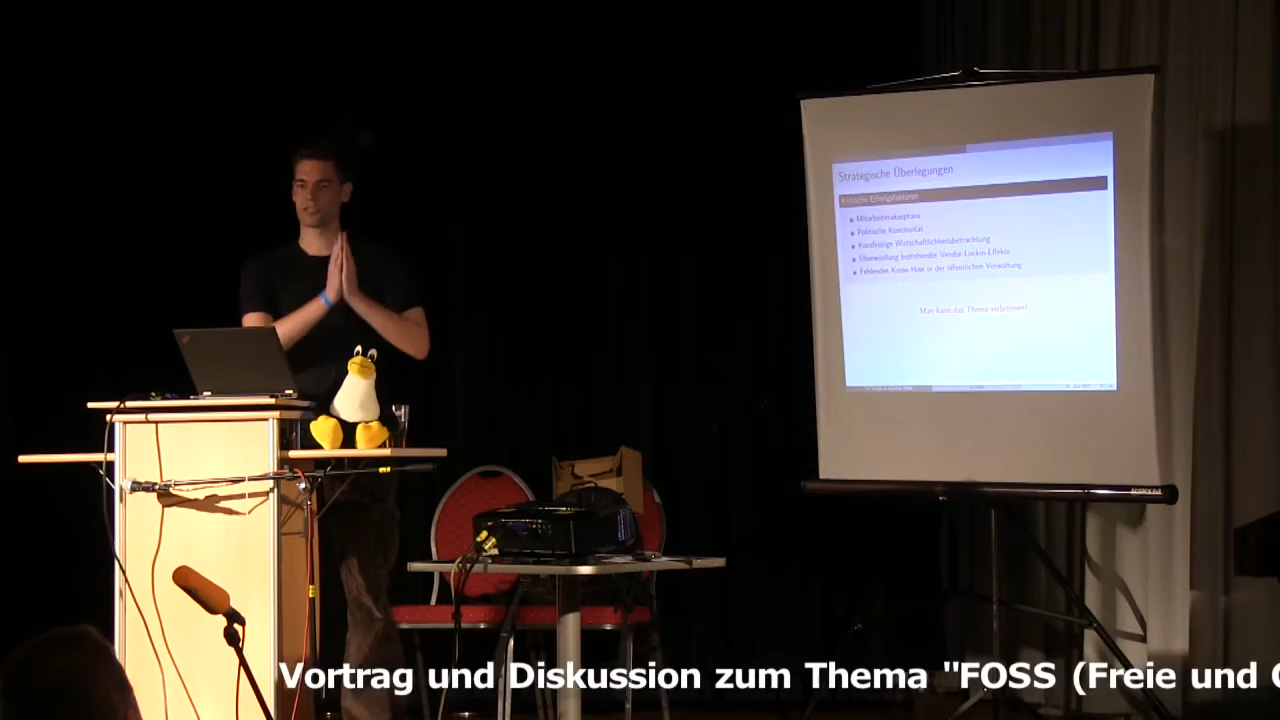 Strategische Überlegungen
Kritische Erfolgsfaktoren
Mitarbeiterakzeptanz
Politische Kontinuität
Kurzfristige Wirtschaftlichkeitsbetrachtung
Überwindung bestehender Vendor-Lockin-Effekte
Fehlendes Know-How in der öffentlichen Verwaltung
Man kann das Thema verbrennen!
Vortrag und Diskussion zum Thema "FOSS (Freie und